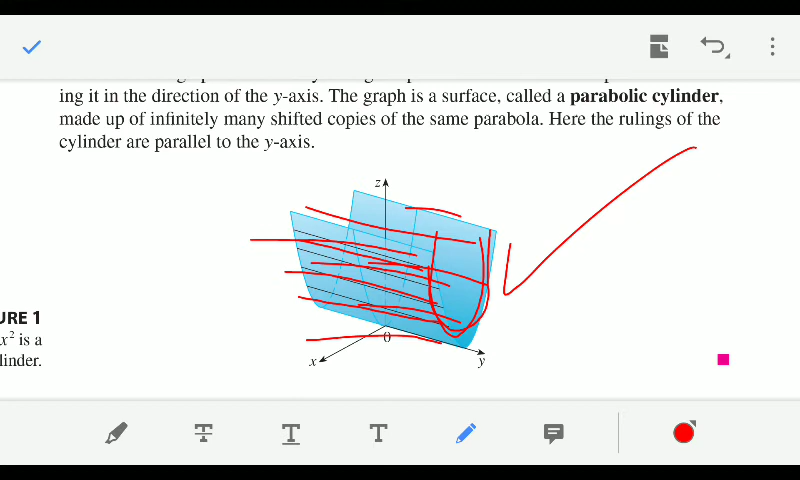 ing it in the direction of the y-axis. The graph is a surface, called a parabolic cylinder,
made up of infinitely many shifted copies of the same parabola. Here the rulings of the
cylinder are parallel to the y-axis.
z
0
x
y
URE 1
x² is a
linder.
T
T
T